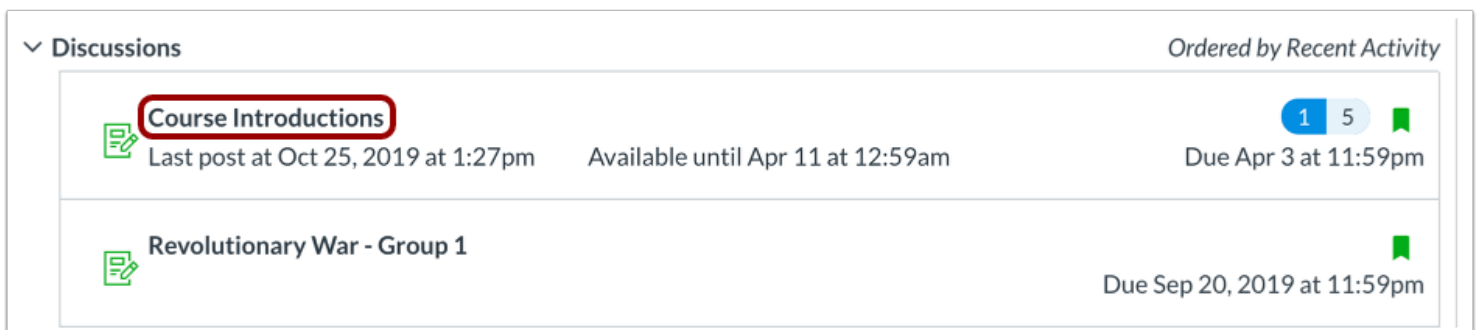 Discussions
Ordered by Recent Activity
Course Introductions
1 5
Last post at Oct 25, 2019 at 1:27pm
Available until Apr 11 at 12:59am
Due Apr 3 at 11:59pm
Revolutionary War - Group 1
Due Sep 20, 2019 at 11:59pm